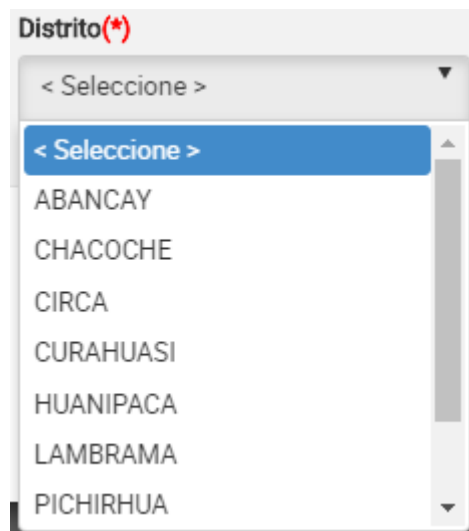 Distrito(*)
< Seleccione >
< Seleccione >
ABANCAY
CHACOCHE
CIRCA
CURAHUASI
HUANIPACA
LAMBRAMA
PICHIRHUA